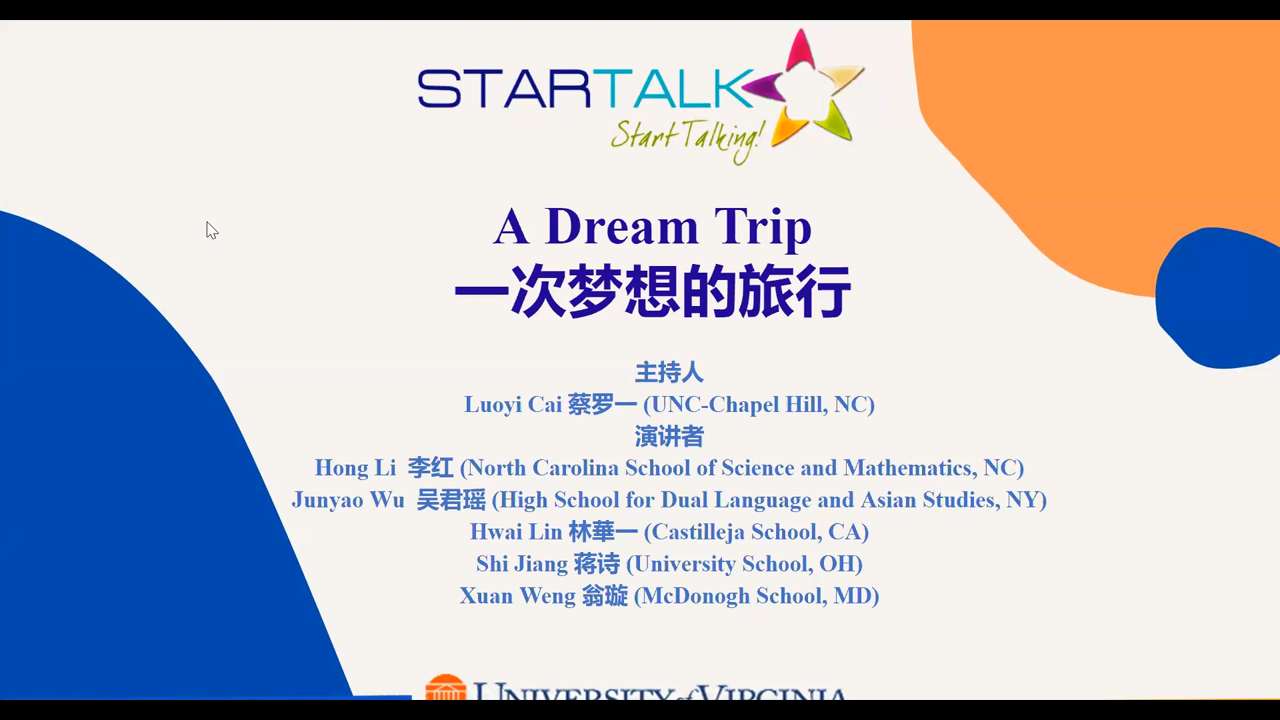 STARTALK
Start Talking!
A Dream Trip
一次梦想的旅行
主持人
Luoyi Cai 蔡罗一 (UNC-Chapel Hill, NC)
演讲者
Hong Li 李红 (North Carolina School of Science and Mathematics, NC)
Junyao Wu 吴君瑶 (High School for Dual Language and Asian Studies, NY)
Hwai Lin 林華一 (Castilleja School, CA)
Shi Jiang 蒋诗 (University School, OH)
Xuan Weng 翁璇 (McDonogh School, MD)
UNIVERSITY of VIRGINIA